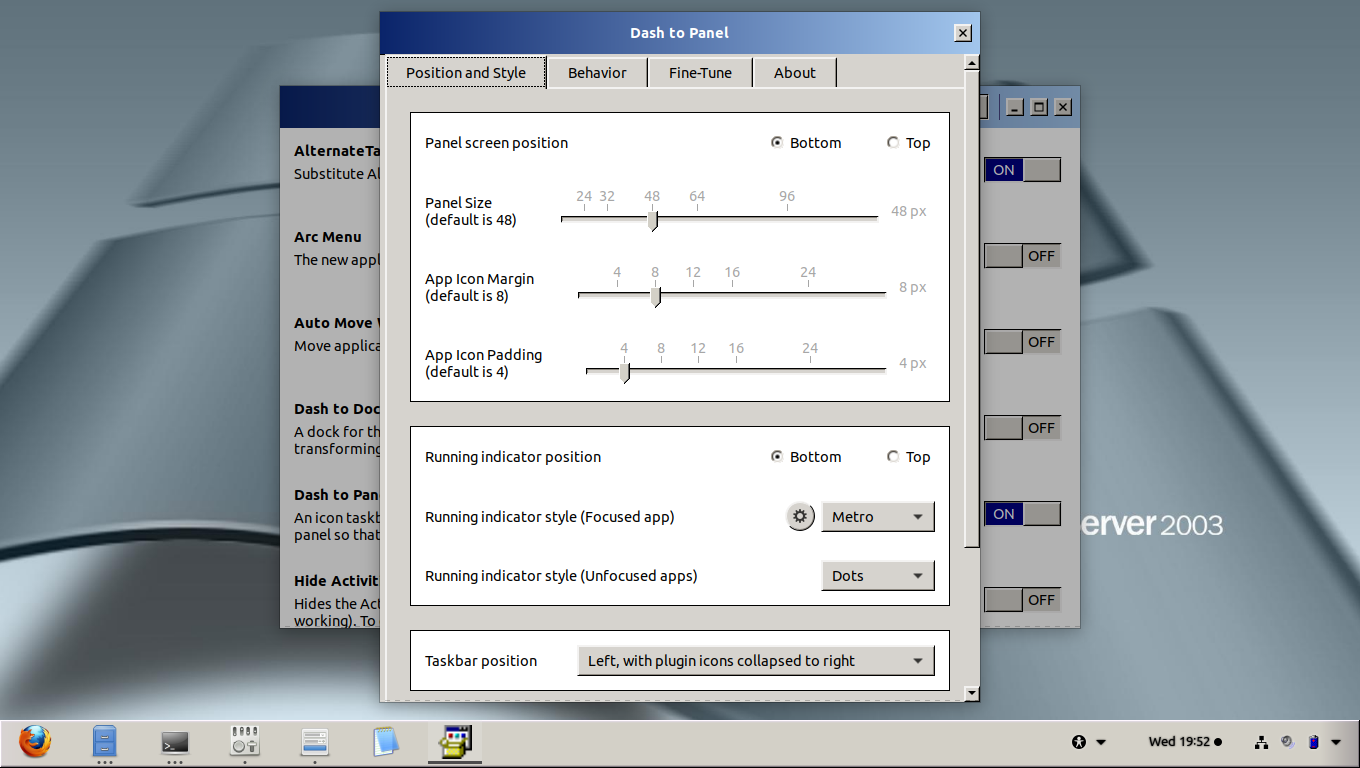 Dash to Panel
Position and Style
Behavior
Fine-Tune
About
Panel screen position
Bottom
Top
24 32 48 64 96
Panel Size
(default is 48)
48 px
4 8 12 16 24
App Icon Margin
(default is 8)
8 px
4 8 12 16 24
App Icon Padding
(default is 4)
4 px
Running indicator position
Bottom
Top
Running indicator style (Focused app)
Metro
Running indicator style (Unfocused apps)
Dots
Taskbar position
Left, with plugin icons collapsed to right
AlternateTa
Substitute Al
ON
Arc Menu
The new appl
OFF
Auto Move
Move applica
OFF
Dash to Doc
A dock for th
transforming
OFF
Dash to Pan
An icon taskb
panel so that
ON
Hide Activit
Hides the Act
working). To
OFF
erver 2003
Wed 19:52